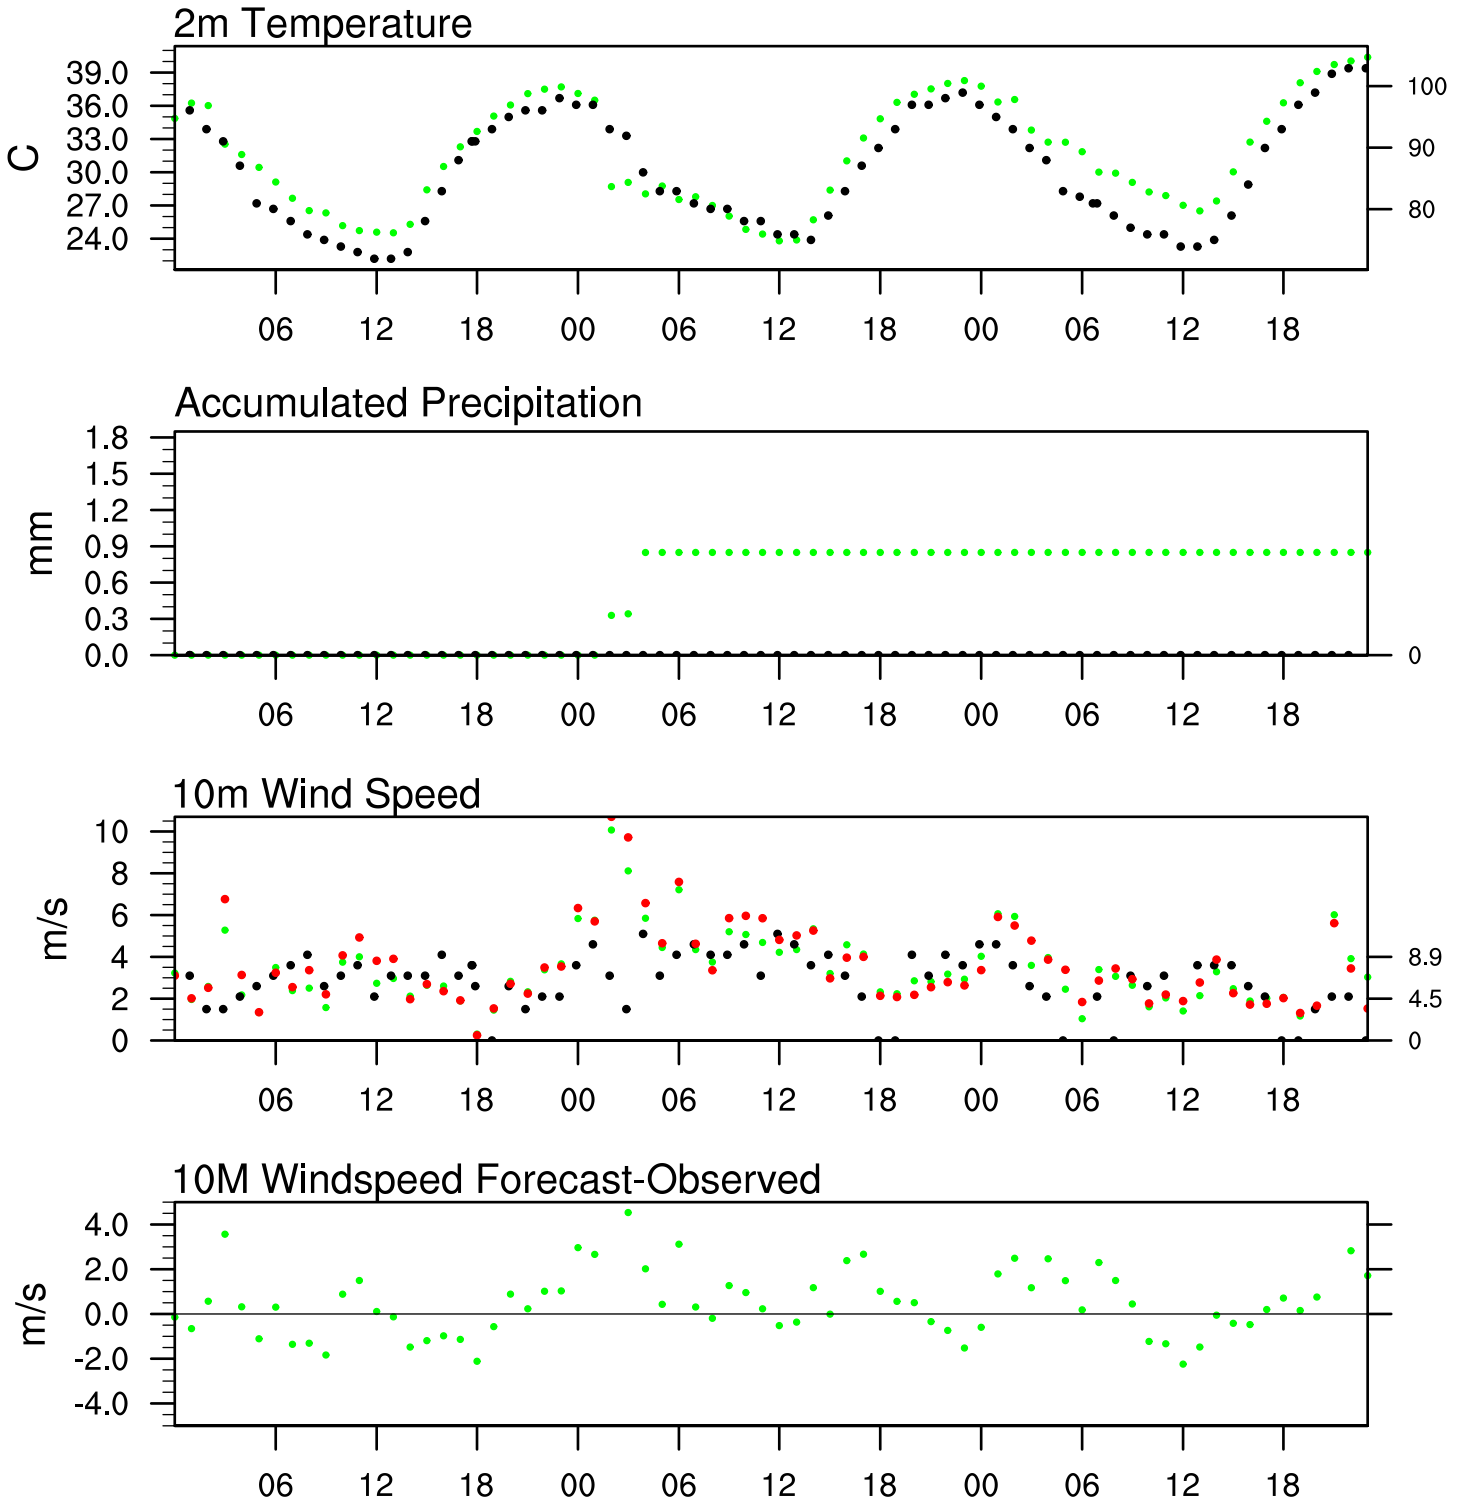 2m Temperature
39.0
36.0
33.0
30.0
27.0
24.0
C
100
90
80
06 12 18 00 06 12 18 00 06 12 18
Accumulated Precipitation
1.8
1.5
1.2
0.9
0.6
0.3
0.0
mm
0
06 12 18 00 06 12 18 00 06 12 18
10m Wind Speed
10
8
6
4
2
0
m/s
8.9
4.5
0
06 12 18 00 06 12 18 00 06 12 18
10M Windspeed Forecast-Observed
4.0
2.0
0.0
-2.0
-4.0
m/s
06 12 18 00 06 12 18 00 06 12 18